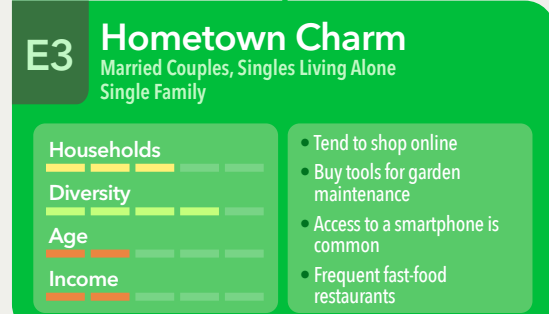 E3
Hometown Charm
Married Couples, Singles Living Alone
Single Family
Households
Diversity
Age
Income
• Tend to shop online
• Buy tools for garden
maintenance
• Access to a smartphone is
common
• Frequent fast-food
restaurants